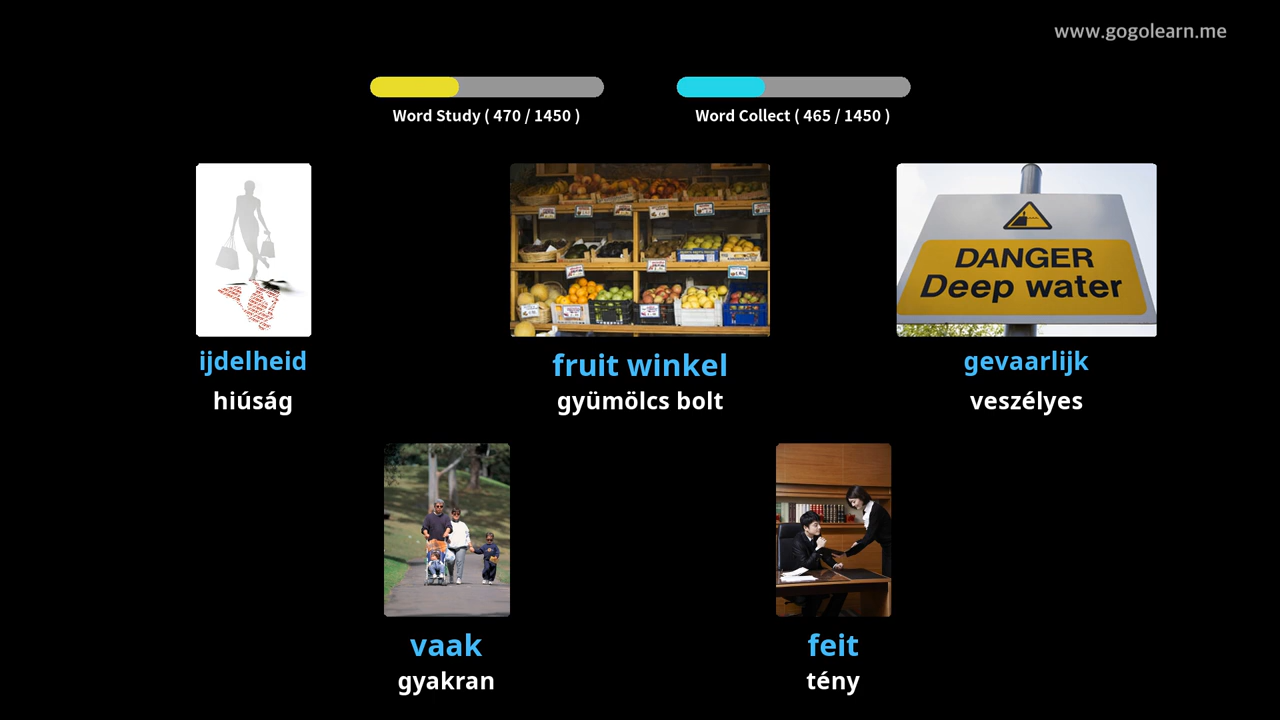 www.gogolearn.me
Word Study ( 470 / 1450 )
Word Collect ( 465 / 1450 )
DANGER
Deep water
ijdelheid
hiúság
fruit winkel
gyümölcs bolt
gevaarlijk
veszélyes
vaak
gyakran
feit
tény